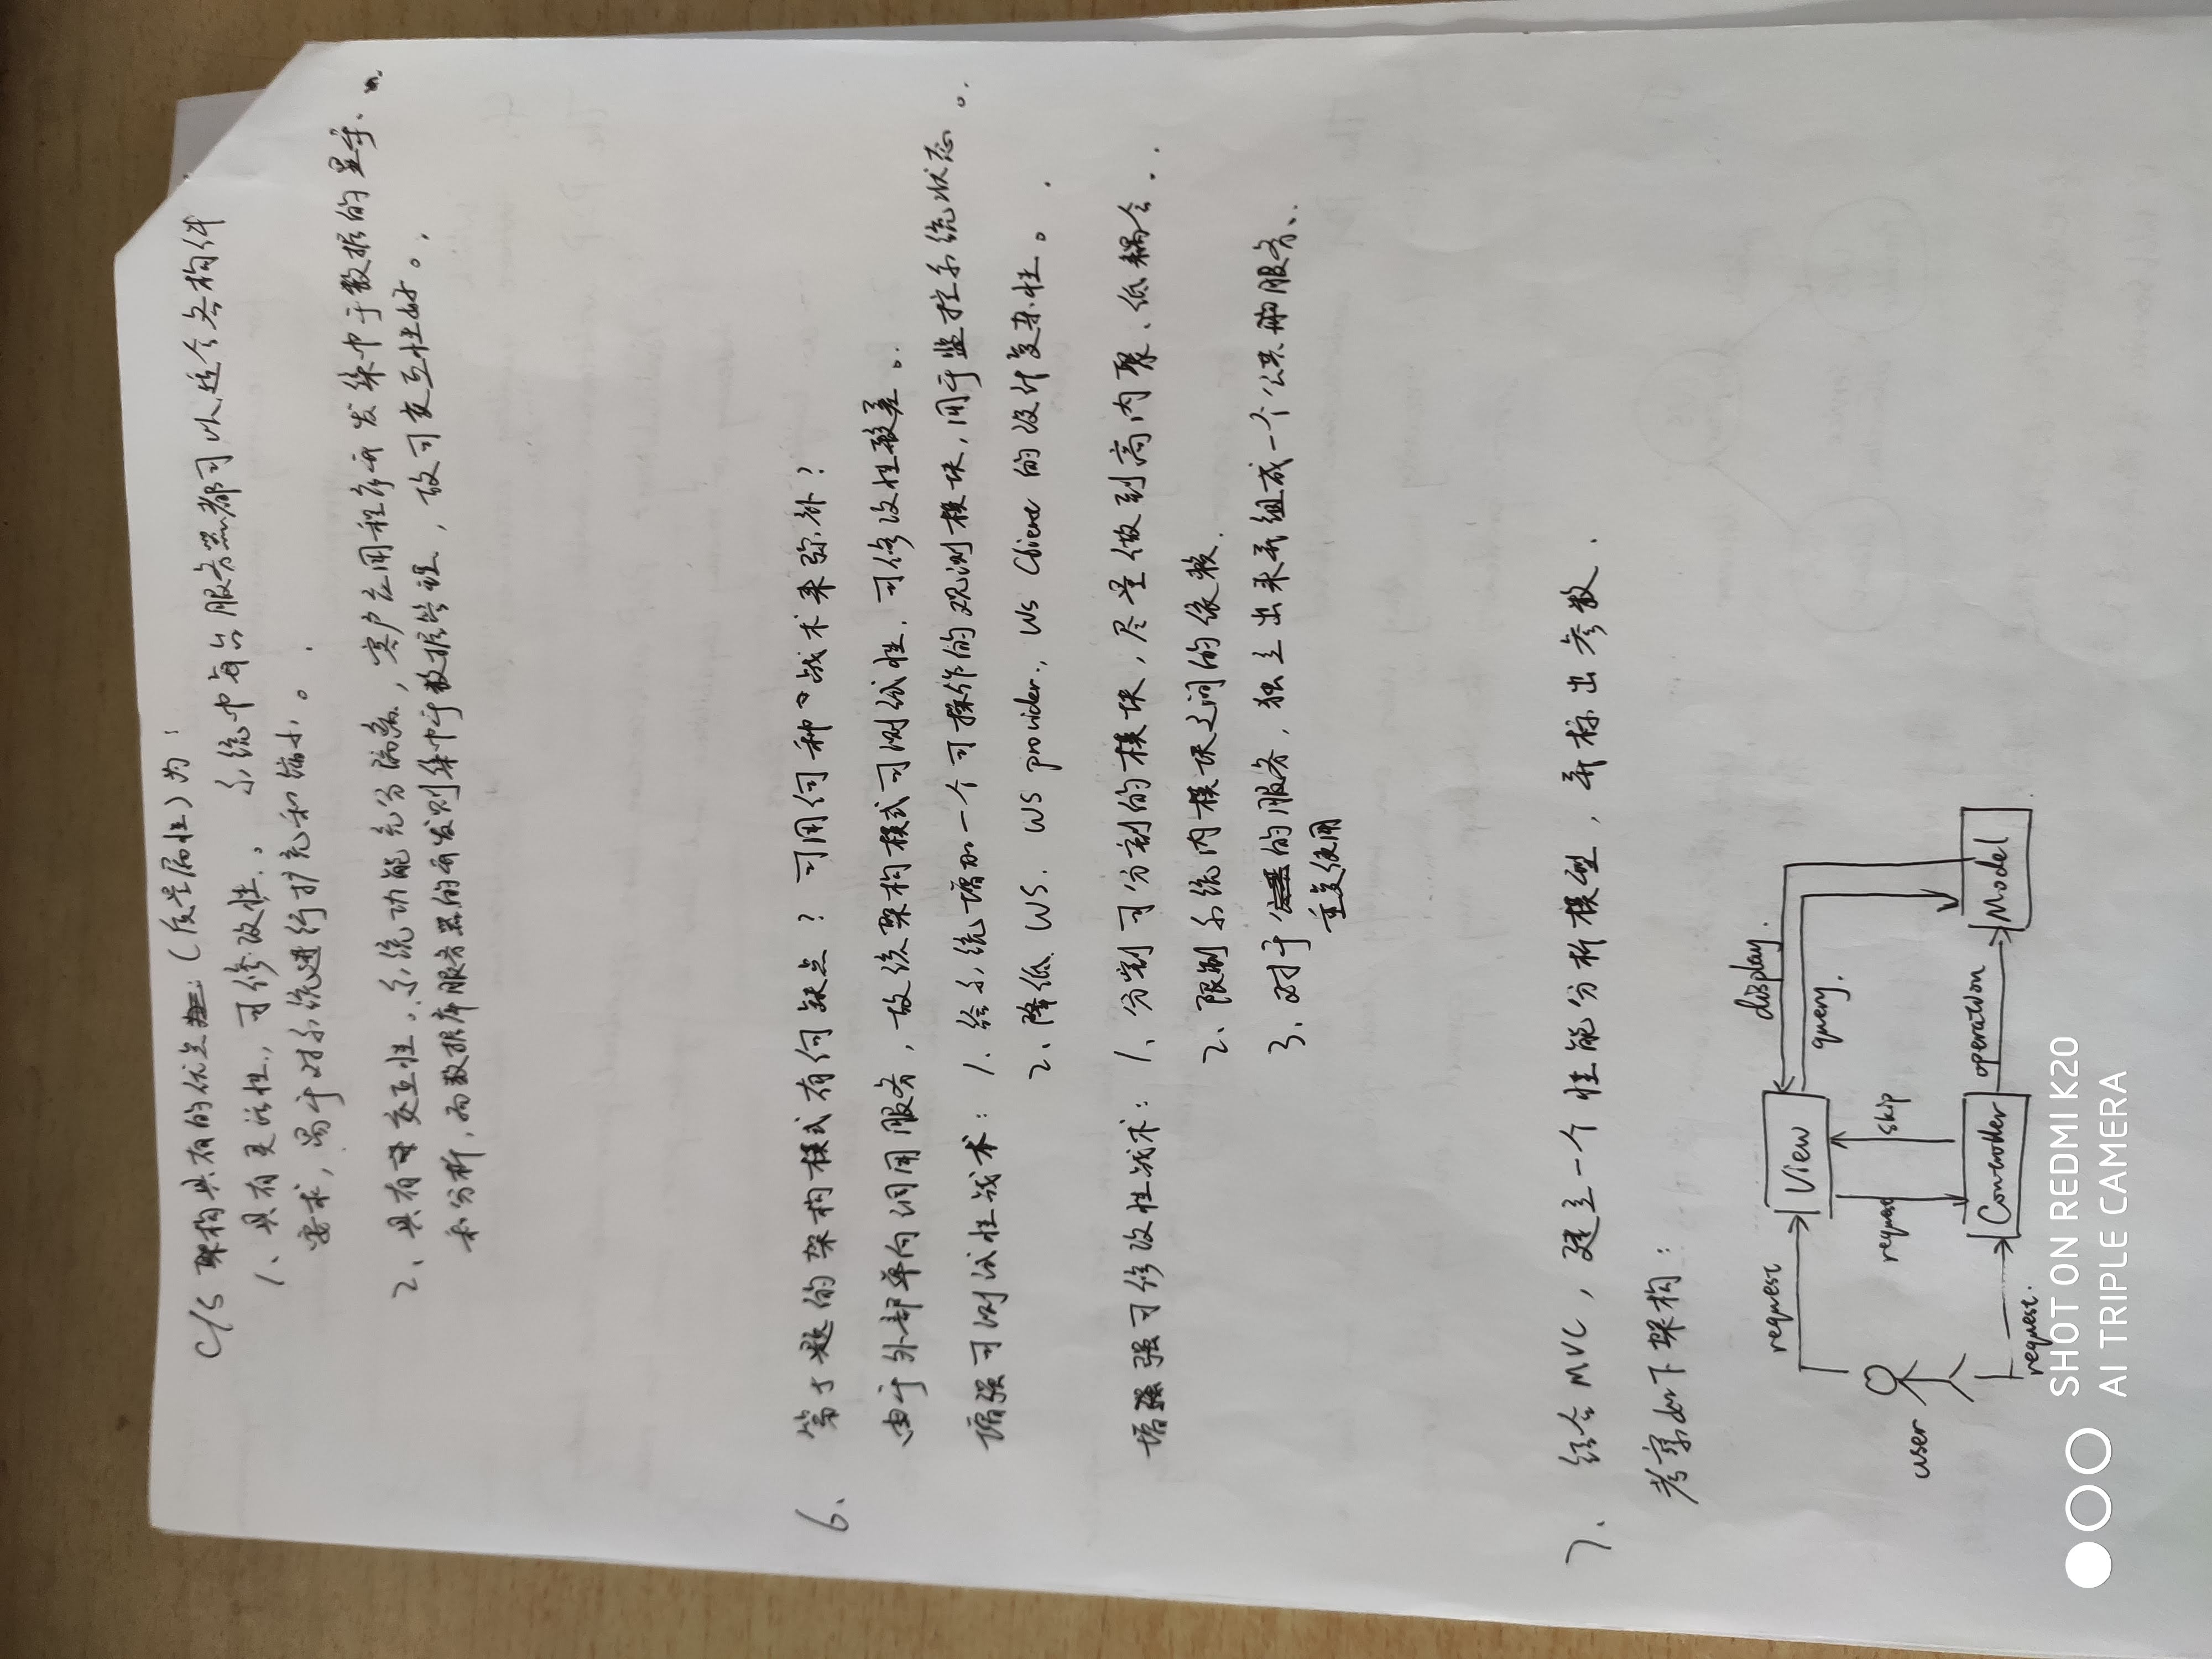 C/S 架构具有的优点（质量属性）为：
1、具有灵活性，可修改性。系统中每台服务器都可以适合各构件
要求，易于对系统进行扩充和缩小。
2、具有交互性。系统功能充分隔离，客户应用程序开发集中于数据的显示、
和分析，而数据库服务器的开发则集中于数据管理，故可交互性好。
6、第5题的架构模式有何缺点？可用何种战术来弥补？
由于外部单向调用服务，故该架构模式可测试性、可修改性较差。
增强可测试性战术：1、给系统增加一个可操作的观测模块，用于监控系统状态。
2、降低 WS、WS provider、WS Client 的设计复杂性。
增强可修改性战术：1、分割可分割的模块，尽量做到高内聚、低耦合.
2、限制系统内模块之间的依赖.
3、对于的服务，独立出来并组成一个公共的服务.
重复使用
7、结合MVC，建立一个性能分析模型，并标出参数.
考察如下架构：
display.
request
View
query.
request
skip
user
Controller
operation
Model
request.
SHOT ON REDMI K20
AI TRIPLE CAMERA